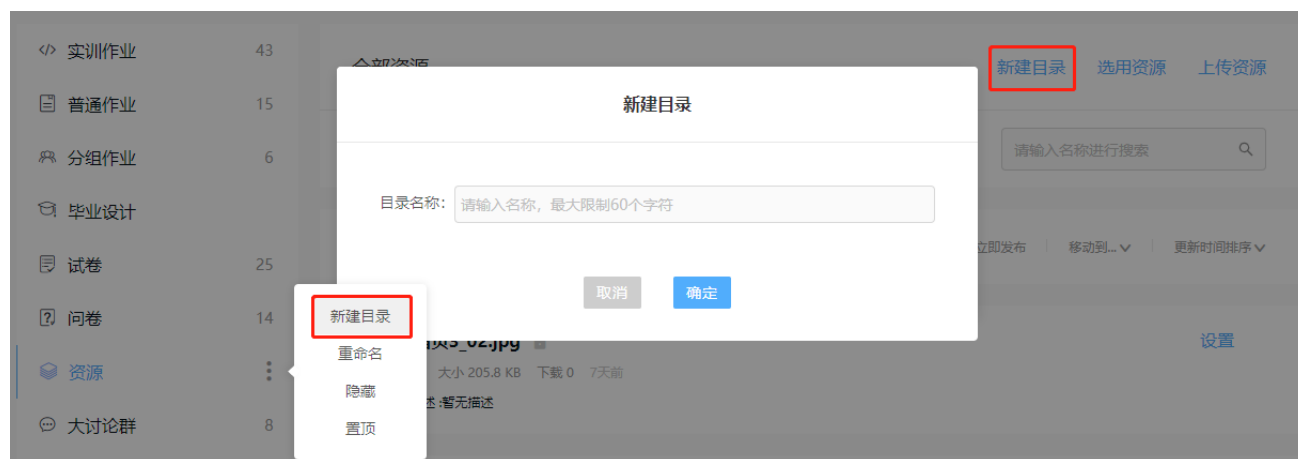 实训作业 43
普通作业 15
分组作业 6
毕业设计
试卷 25
问卷 14
资源
大讨论群 8
新建目录
重命名
隐藏
置顶
全部资源
新建目录 选用资源 上传资源
请输入名称进行搜索
立即发布 移动到... 更新时间排序
新建目录
目录名称：
请输入名称，最大限制60个字符
取消 确定
3_02.jpg
设置
大小 205.8 KB 下载 0 7天前
述 :暂无描述